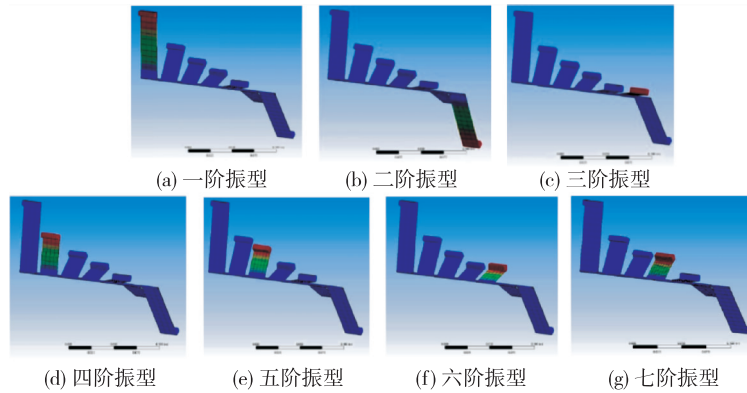 (a) 一阶振型
(b) 二阶振型
(c) 三阶振型
(d) 四阶振型
(e) 五阶振型
(f) 六阶振型
(g) 七阶振型